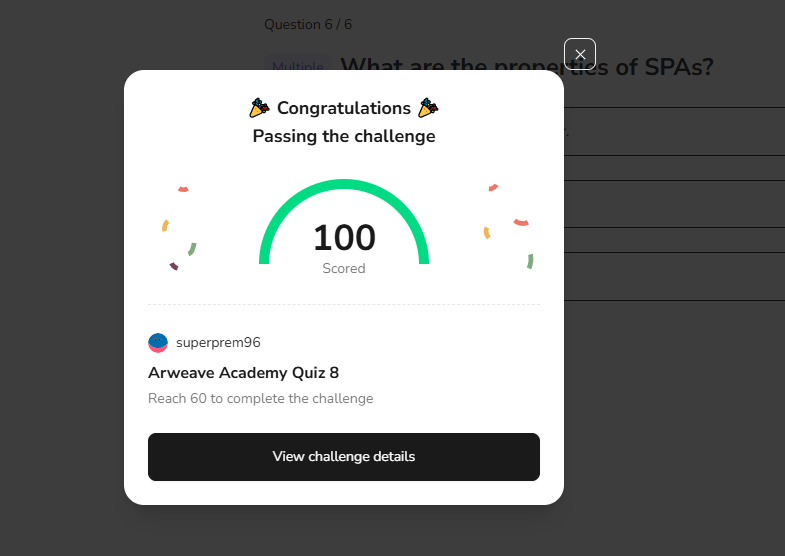 Question 6 / 6
Multiple What are the properties of SPAs?
Congratulations
Passing the challenge
100
Scored
superprem96
Arweave Academy Quiz 8
Reach 60 to complete the challenge
View challenge details